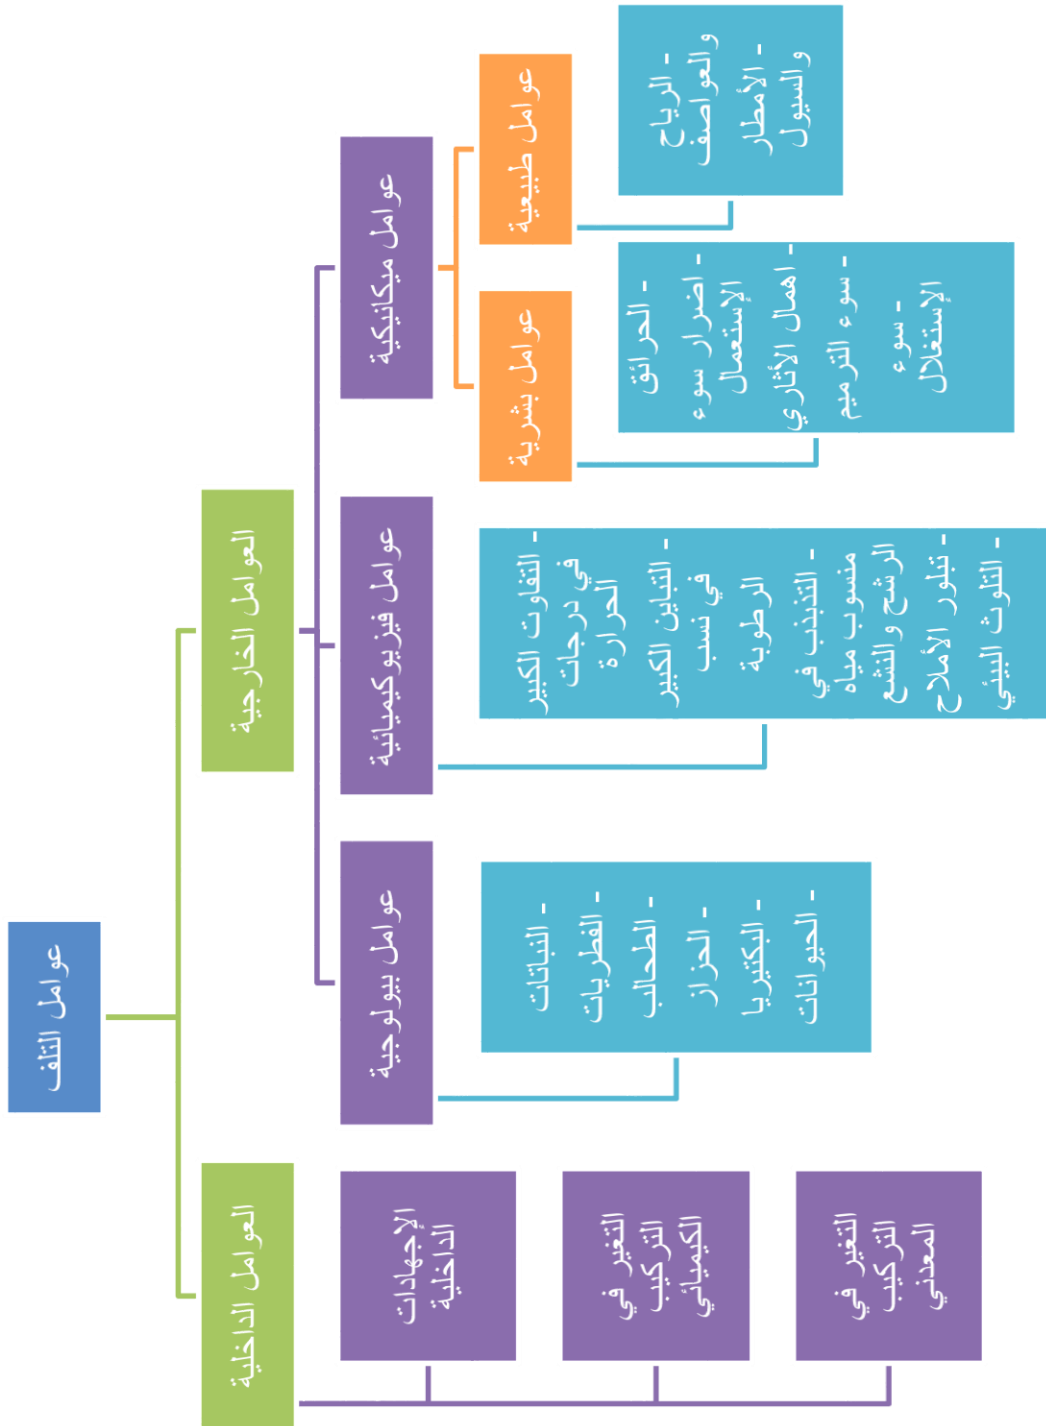 عوامل التلف
العوامل الخارجية
العوامل الداخلية
عوامل ميكانيكية
عوامل فيزيوكيميائية
عوامل بيولوجية
عوامل طبيعية
عوامل بشرية
- الرياح
والعواصف
- الأمطار
والسيول
- الحرائق
- اضرار سوء
الإستعمال
- اهمال الأثاري
- سوء الترميم
- سوء
الإستغلال
- التفاوت الكبير
في درجات
الحرارة
- التباين الكبير
في نسب
الرطوبة
- التذبذب في
منسوب مياه
الرشح والنشع
- تبلور الأملاح
- التلوث البيئي
- النباتات
- الفطريات
- الطحالب
- الحزاز
- البكتيريا
- الحيوانات
الإجهادات
الداخلية
التغير في
التركيب
الكيميائي
التغير في
التركيب
المعدني